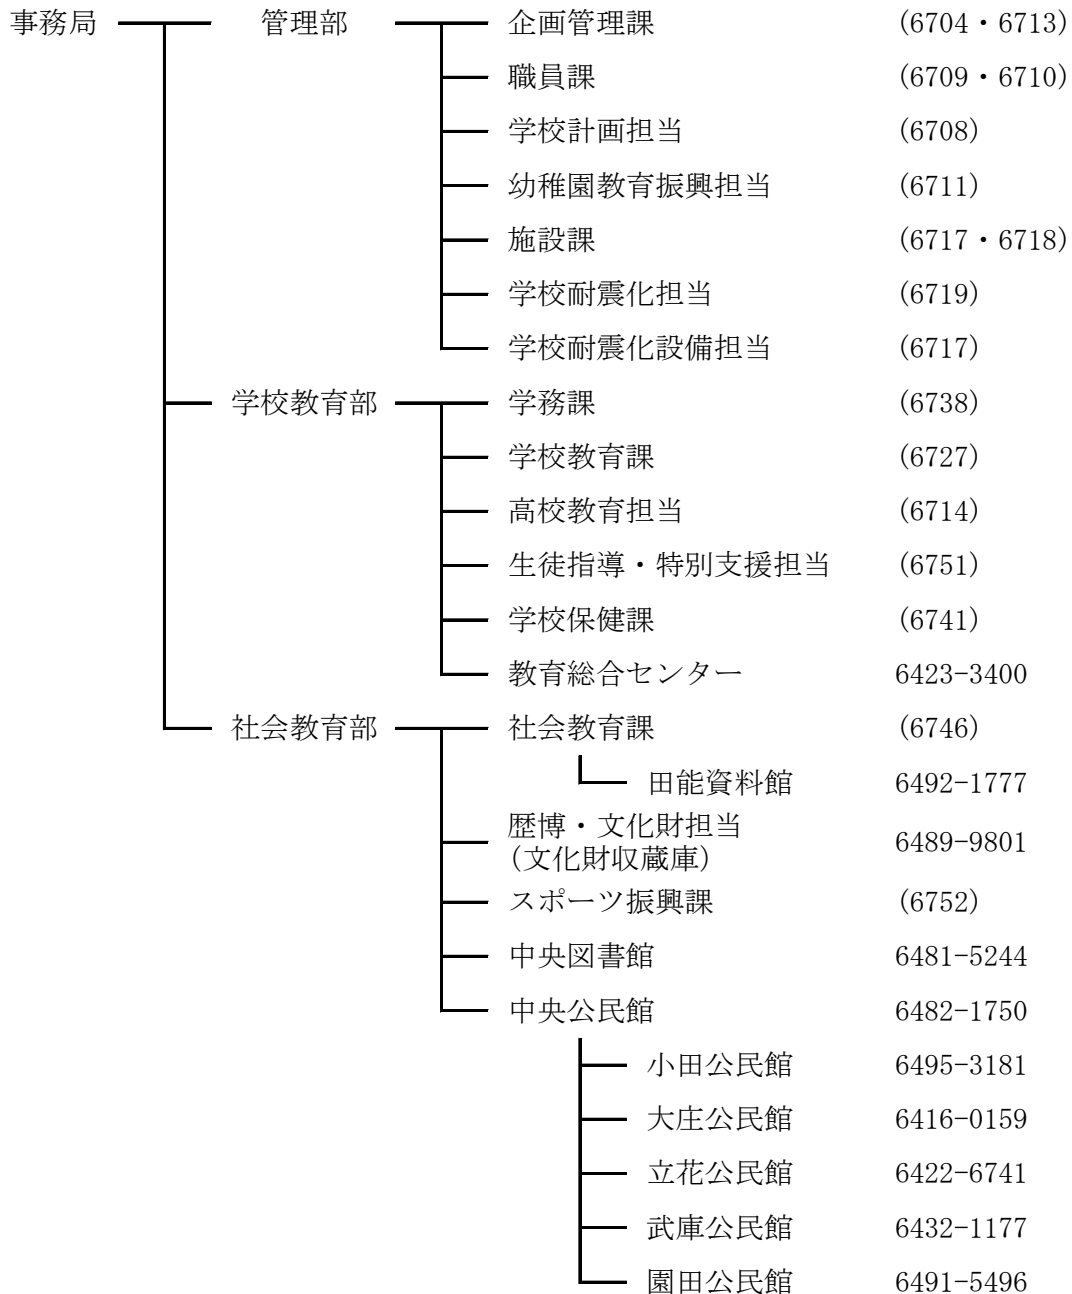 事務局 管理部 企画管理課 (6704・6713)
職員課 (6709・6710)
学校計画担当 (6708)
幼稚園教育振興担当 (6711)
施設課 (6717・6718)
学校耐震化担当 (6719)
学校耐震化設備担当 (6717)
学校教育部 学務課 (6738)
学校教育課 (6727)
高校教育担当 (6714)
生徒指導・特別支援担当 (6751)
学校保健課 (6741)
教育総合センター 6423-3400
社会教育部 社会教育課 (6746)
田能資料館 6492-1777
歴博・文化財担当
(文化財収蔵庫) 6489-9801
スポーツ振興課 (6752)
中央図書館 6481-5244
中央公民館 6482-1750
小田公民館 6495-3181
大庄公民館 6416-0159
立花公民館 6422-6741
武庫公民館 6432-1177
園田公民館 6491-5496